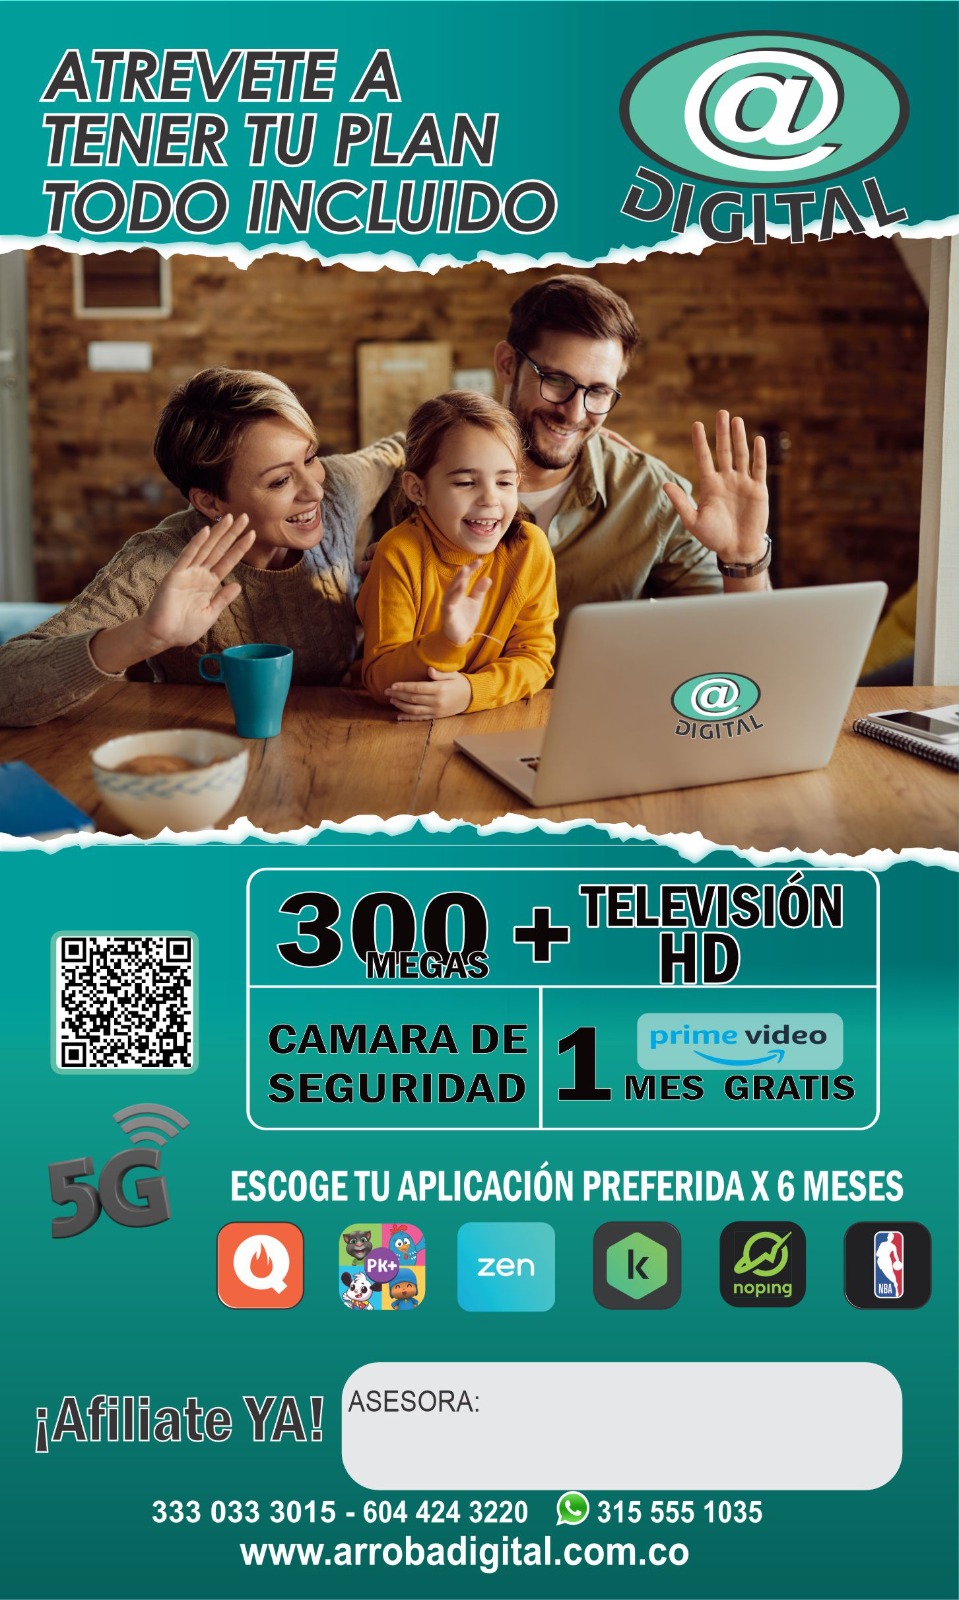 ATREVETE A
TENER TU PLAN
TODO INCLUIDO
@
DIGITAL
@
DIGITAL
300
MEGAS
+
TELEVISIÓN
HD
CAMARA DE
SEGURIDAD
1
prime video
MES GRATIS
5G
ESCOGE TU APLICACIÓN PREFERIDA X 6 MESES
PK+
zen
k
noping
NBA
¡Afiliate YA!
ASESORA:
333 033 3015 - 604 424 3220 315 555 1035
www.arrobadigital.com.co